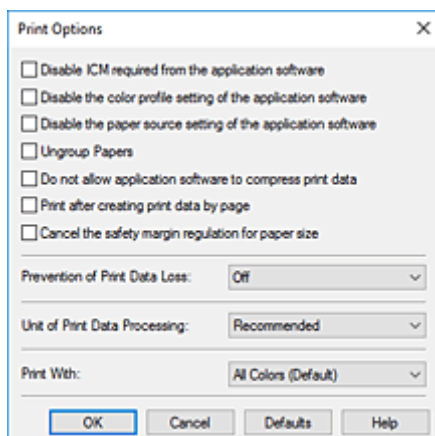 Print Options
Disable ICM required from the application software
Disable the color profile setting of the application software
Disable the paper source setting of the application software
Ungroup Papers
Do not allow application software to compress print data
Print after creating print data by page
Cancel the safety margin regulation for paper size
Prevention of Print Data Loss: Off
Unit of Print Data Processing: Recommended
Print With: All Colors (Default)
OK Cancel Defaults Help